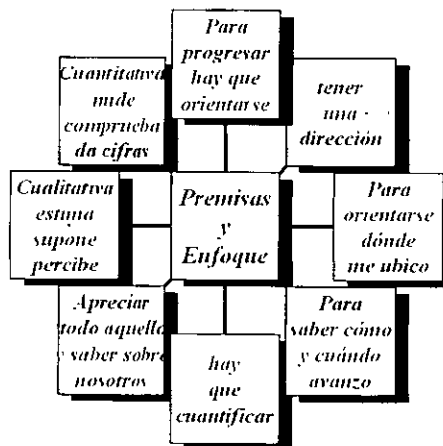 Para
progresar
hay que
orientarse
tener
una
dirección
Para
orientarse
dónde
me ubico
Para
saber cómo
y cuándo
avanzo
hay
que
cuantificar
Apreciar
todo aquello
y saber sobre
nosotros
Cualitativa
estima
supone
percibe
Cuantitativa
mide
comprueba
da cifras
Premisas
y
Enfoque